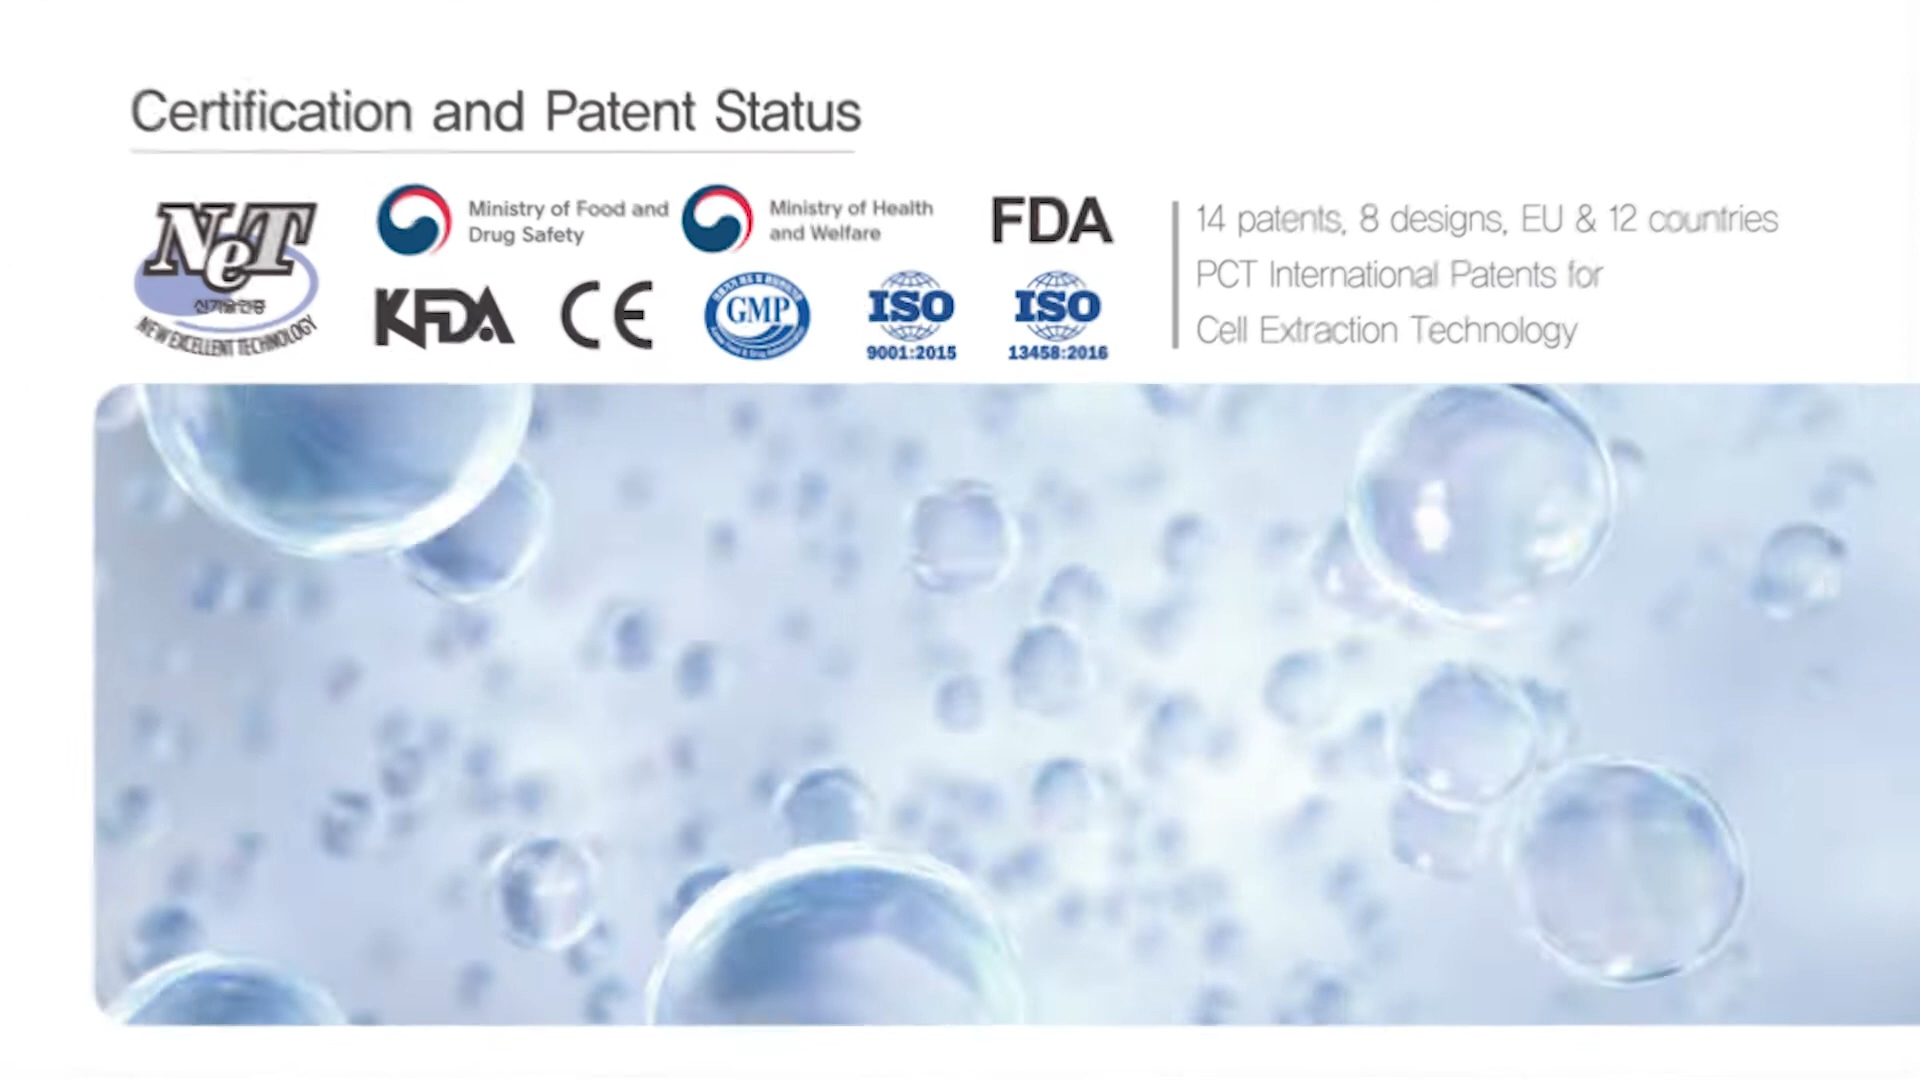 Certification and Patent Status
NeT
신기술인증
NEW EXCELLENT TECHNOLOGY
Ministry of Food and
Drug Safety
Ministry of Health
and Welfare
FDA
KFDA
CE
GMP
ISO
9001:2015
ISO
13458:2016
14 patents, 8 designs, EU & 12 countries
PCT International Patents for
Cell Extraction Technology